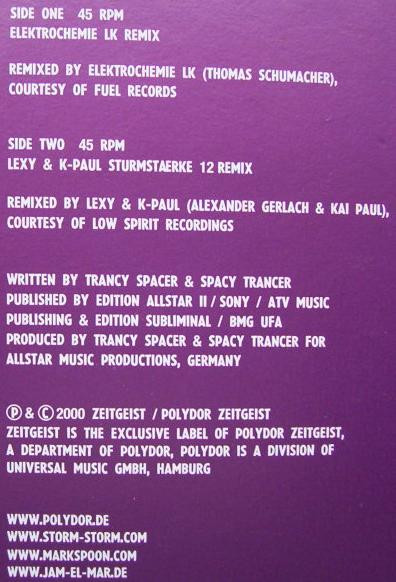 SIDE ONE 45 RPM
ELEKTROCHEMIE LK REMIX
REMIXED BY ELEKTROCHEMIE LK (THOMAS SCHUMACHER),
COURTESY OF FUEL RECORDS
SIDE TWO 45 RPM
LEXY & K-PAUL STURMSTAERKE 12 REMIX
REMIXED BY LEXY & K-PAUL (ALEXANDER GERLACH & KAI PAUL),
COURTESY OF LOW SPIRIT RECORDINGS
WRITTEN BY TRANCY SPACER & SPACY TRANCER
PUBLISHED BY EDITION ALLSTAR II / SONY / ATV MUSIC
PUBLISHING & EDITION SUBLIMINAL / BMG UFA
PRODUCED BY TRANCY SPACER & SPACY TRANCER FOR
ALLSTAR MUSIC PRODUCTIONS, GERMANY
Ⓟ & Ⓒ 2000 ZEITGEIST / POLYDOR ZEITGEIST
ZEITGEIST IS THE EXCLUSIVE LABEL OF POLYDOR ZEITGEIST,
A DEPARTMENT OF POLYDOR, POLYDOR IS A DIVISION OF
UNIVERSAL MUSIC GMBH, HAMBURG
WWW.POLYDOR.DE
WWW.STORM-STORM.COM
WWW.MARKSPOON.COM
WWW.JAM-EL-MAR.DE